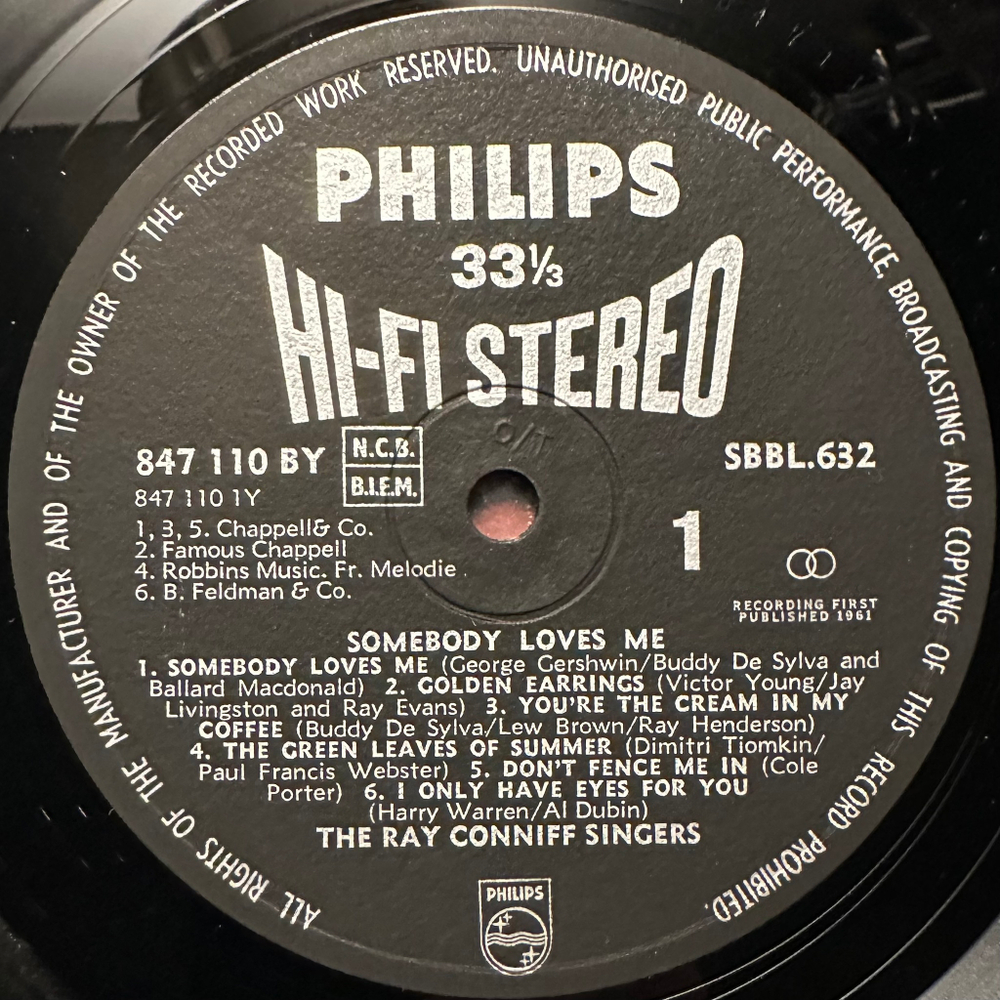 ALL RIGHTS OF THE MANUFACTURER AND OF THE OWNER OF THE RECORDED WORK RESERVED. UNAUTHORISED PUBLIC PERFORMANCE, BROADCASTING AND COPYING OF THIS RECORD PROHIBITED.
PHILIPS
33⅓
HI-FI STEREO
O/T
847 110 BY
N.C.B.
B.I.E.M.
SBBL.632
847 110 1Y
1, 3, 5. Chappell& Co.
2. Famous Chappell
4. Robbins Music. Fr. Melodie
6. B. Feldman & Co.
1
RECORDING FIRST
PUBLISHED 1961
SOMEBODY LOVES ME
1. SOMEBODY LOVES ME (George Gershwin/Buddy De Sylva and
Ballard Macdonald) 2. GOLDEN EARRINGS (Victor Young/Jay
Livingston and Ray Evans) 3. YOU'RE THE CREAM IN MY
COFFEE (Buddy De Sylva/Lew Brown/Ray Henderson)
4. THE GREEN LEAVES OF SUMMER (Dimitri Tiomkin/
Paul Francis Webster) 5. DON'T FENCE ME IN (Cole
Porter) 6. I ONLY HAVE EYES FOR YOU
(Harry Warren/Al Dubin)
THE RAY CONNIFF SINGERS
PHILIPS